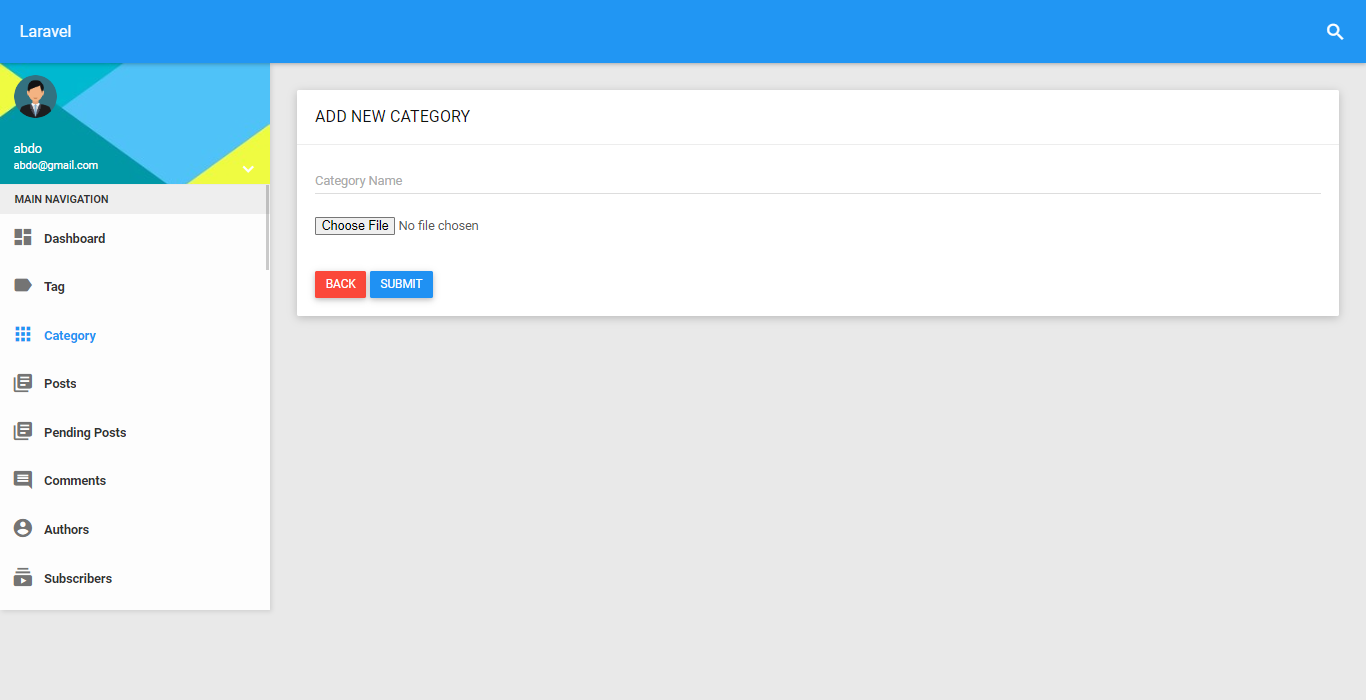 Laravel
abdo
abdo@gmail.com
MAIN NAVIGATION
Dashboard
Tag
Category
Posts
Pending Posts
Comments
Authors
Subscribers
ADD NEW CATEGORY
Category Name
Choose File No file chosen
BACK SUBMIT